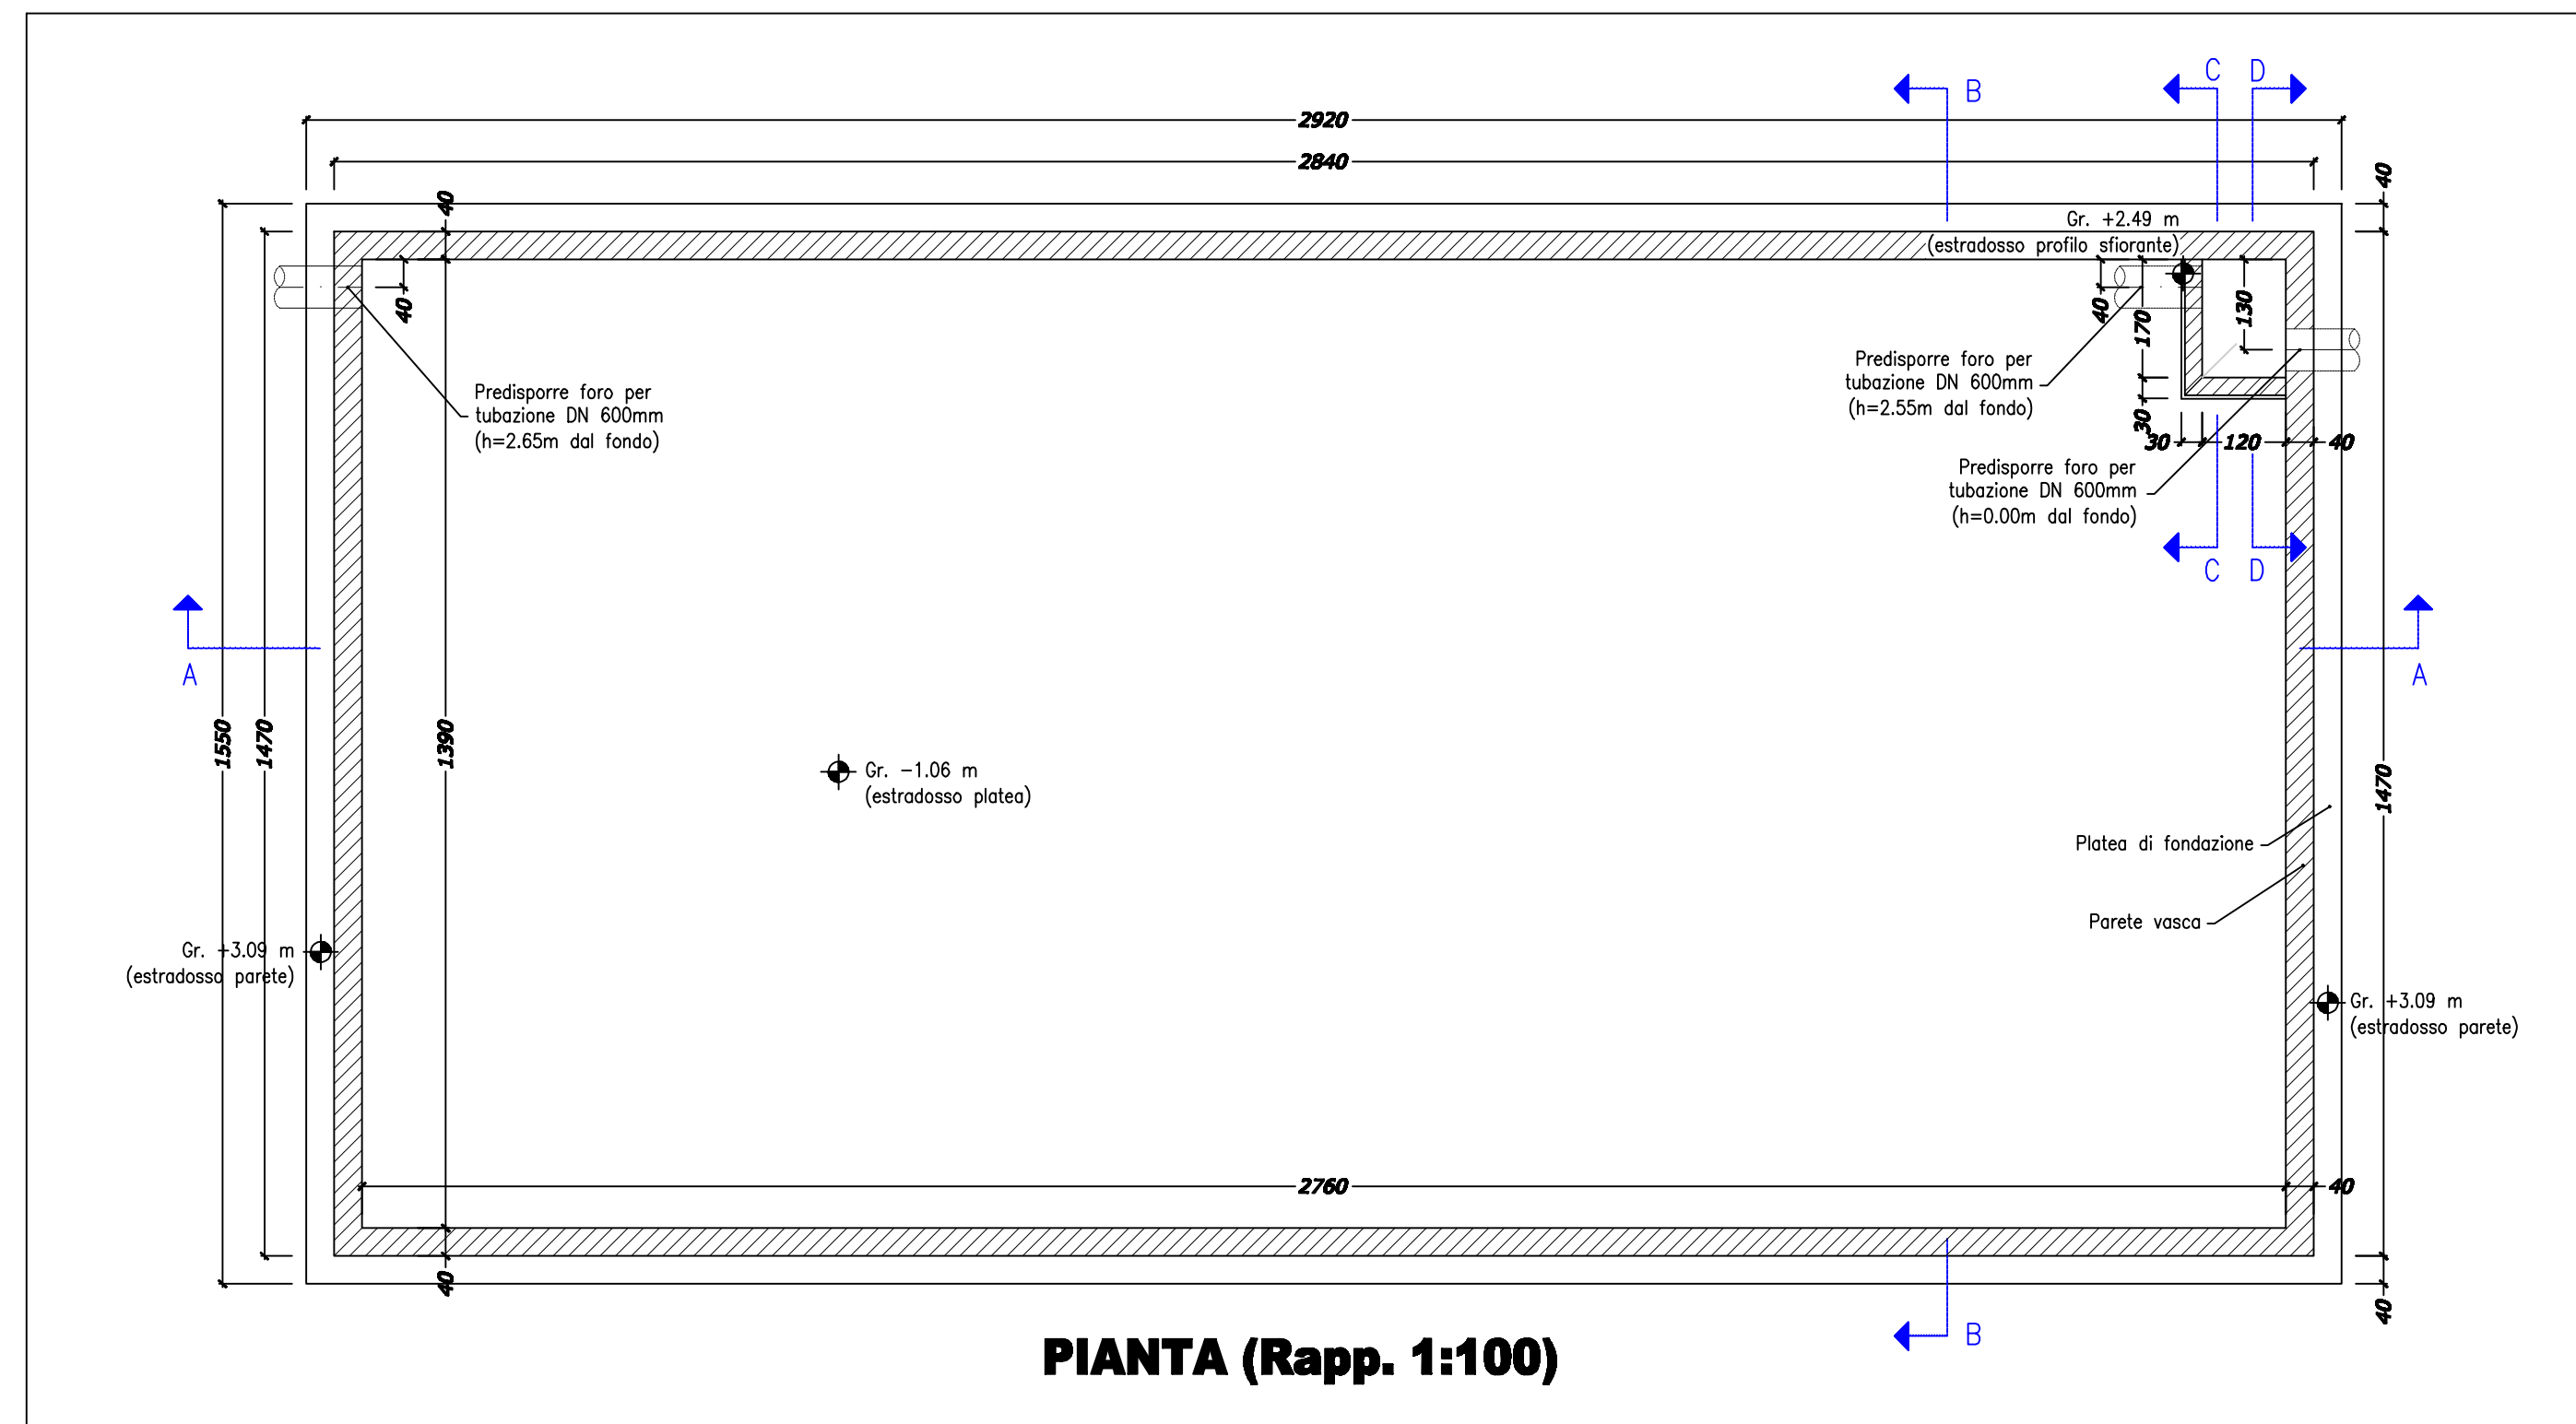 C D
B
2920
2840
40
40
Gr. +2.49 m
(estradosso profilo sfiorante)
40
40
130
170
Predisporre foro per
tubazione DN 600mm
(h=2.55m dal fondo)
Predisporre foro per
tubazione DN 600mm
(h=2.65m dal fondo)
30
30
120
40
Predisporre foro per
tubazione DN 600mm
(h=0.00m dal fondo)
C D
A
A
1550
1470
1390
Gr. -1.06 m
(estradosso platea)
1470
Platea di fondazione
Parete vasca
Gr. +3.09 m
(estradosso parete)
Gr. +3.09 m
(estradosso parete)
2760
40
40
40
B
PIANTA (Rapp. 1:100)